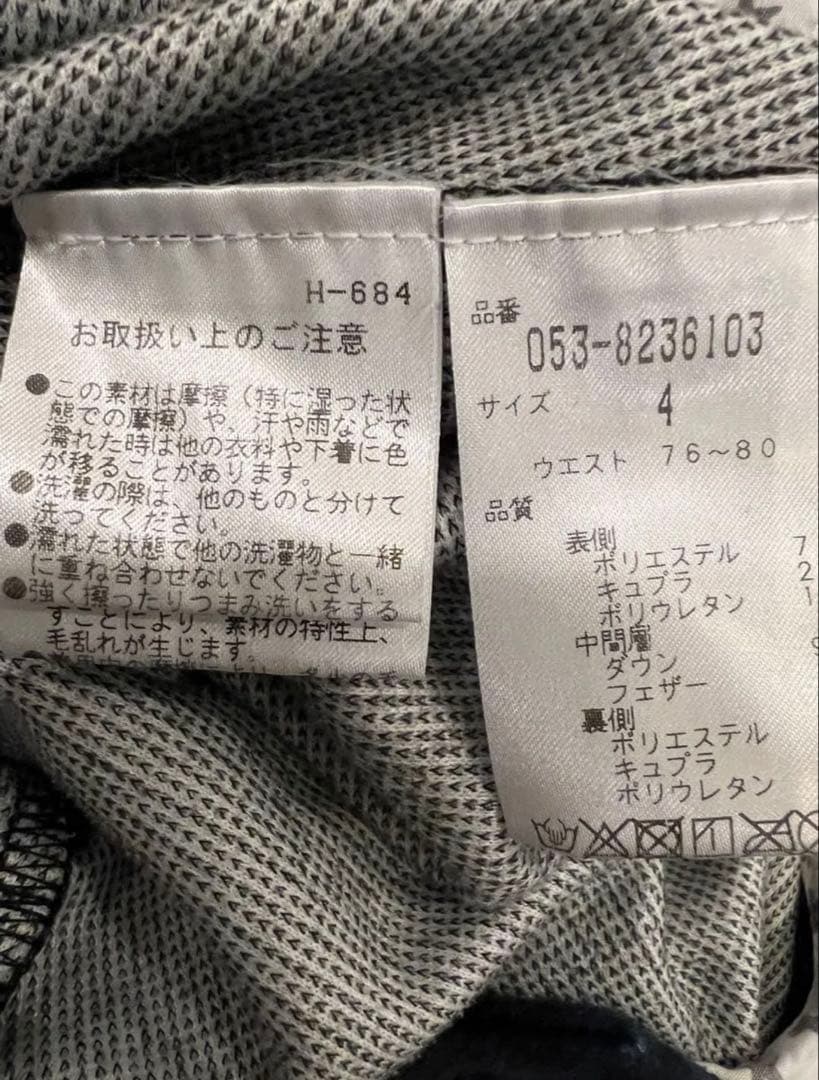 H-684
お取扱い上のご注意
●この素材は摩擦（特に湿った状
態での摩擦）や、汗や雨などで
濡れた時は他の衣料や下着に色
が移ることがあります。
●洗濯の際は、他のものと分けて
洗ってください。
●濡れた状態で他の洗濯物と一緒
に重ね合わせないでください。
●強く擦ったりつまみ洗いをする
すことにより、素材の特性上、
毛乱れが生じます。
品番
053-8236103
サイズ 4
ウエスト 76～80
品質
表側
ポリエステル 7
キュプラ 2
ポリウレタン 1
中間層
ダウン 9
フェザー
裏側
ポリエステル
キュプラ
ポリウレタン